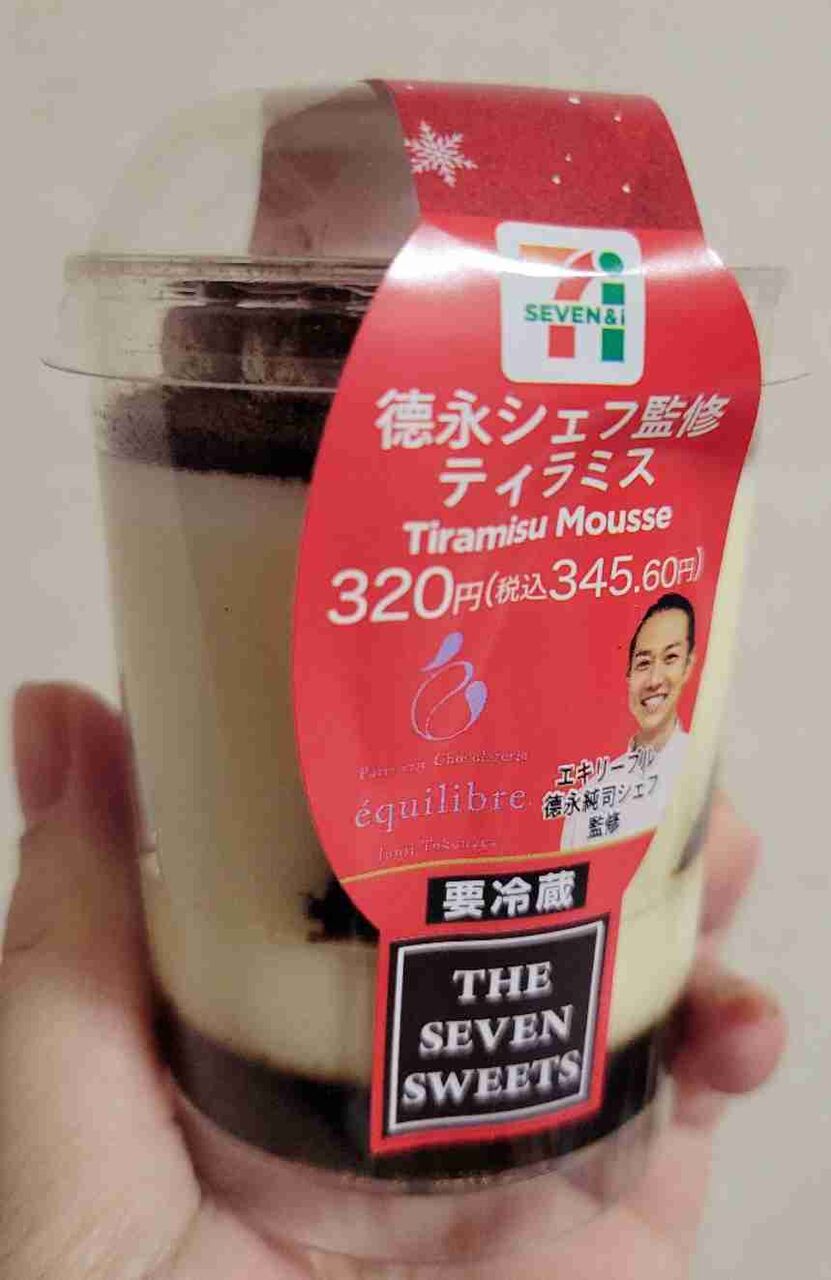 SEVEN&i
徳永シェフ監修
ティラミス
Tiramisu Mousse
320円(税込345.60円)
équilibre
エキリーブル
徳永純司シェフ
監修
要冷蔵
THE
SEVEN
SWEETS